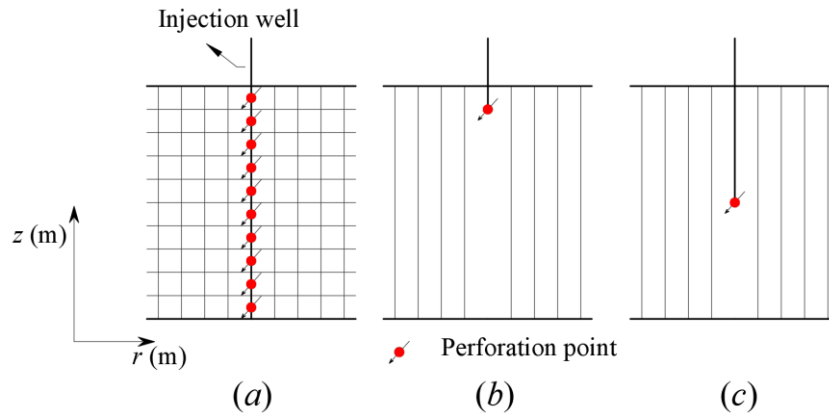 Injection well
z (m)
r (m)
Perforation point
(a)
(b)
(c)